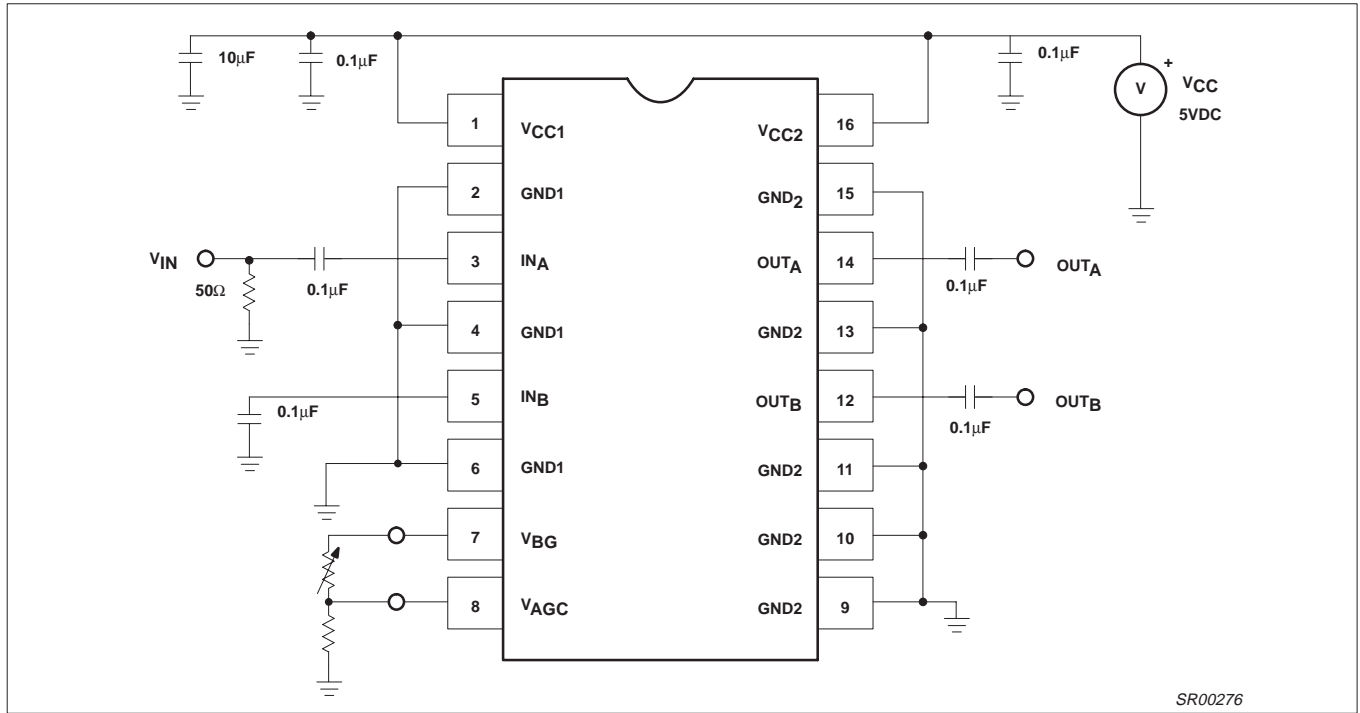 10μF
0.1μF
0.1μF
+
V
VCC
5VDC
1
VCC1
VCC2
16
2
GND1
GND2
15
VIN
50Ω
0.1μF
3
INA
OUTA
14
0.1μF
OUTA
4
GND1
GND2
13
0.1μF
5
INB
OUTB
12
0.1μF
OUTB
6
GND1
GND2
11
7
VBG
GND2
10
8
VAGC
GND2
9
SR00276